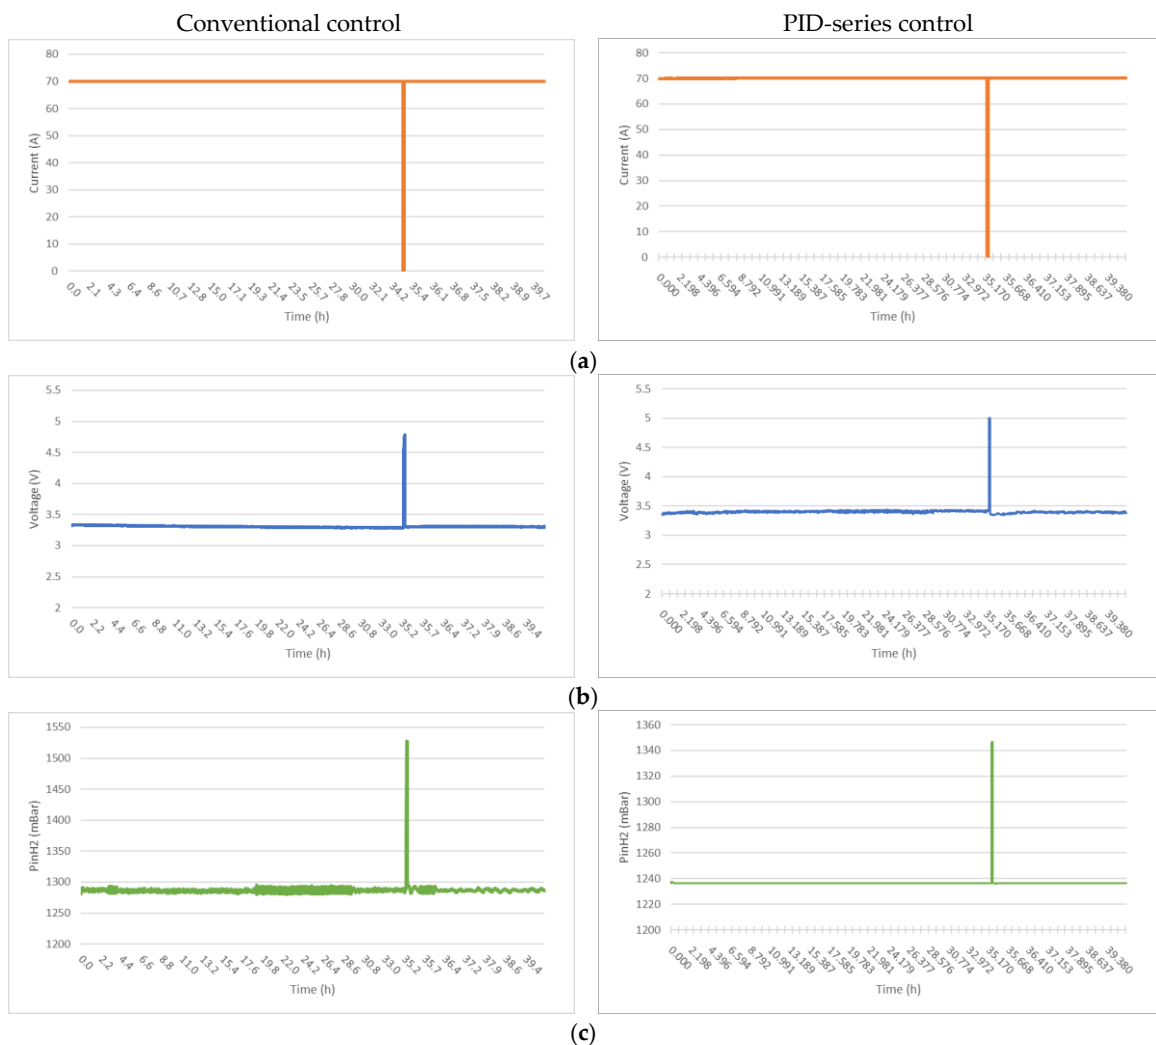 Conventional control
PID-series control
80
70
60
50
40
30
20
10
0
Current (A)
0.0 2.1 4.3 6.4 8.6 10.7 12.8 15.0 17.1 19.3 21.4 23.5 25.7 27.8 30.0 32.1 34.2 35.4 36.1 36.8 37.5 38.2 38.9 39.7
Time (h)
80
70
60
50
40
30
20
10
0
Current (A)
0.000 2.198 4.396 6.594 8.792 10.991 13.189 15.387 17.585 19.783 21.981 24.179 26.377 28.576 30.774 32.972 35.170 35.668 36.410 37.153 37.895 38.637 39.380
Time (h)
(a)
5.5
5
4.5
4
3.5
3
2.5
2
Voltage (V)
0.0 2.2 4.4 6.6 8.8 11.0 13.2 15.4 17.6 19.8 22.0 24.2 26.4 28.6 30.8 33.0 35.2 35.7 36.4 37.2 37.9 38.6 39.4
Time (h)
5.5
5
4.5
4
3.5
3
2.5
2
Voltage (V)
0.000 2.198 4.396 6.594 8.792 10.991 13.189 15.387 17.585 19.783 21.981 24.179 26.377 28.576 30.774 32.972 35.170 35.668 36.410 37.153 37.895 38.637 39.380
Time (h)
(b)
1550
1500
1450
1400
1350
1300
1250
1200
PinH2 (mBar)
0.0 2.2 4.4 6.6 8.8 11.0 13.2 15.4 17.6 19.8 22.0 24.2 26.4 28.6 30.8 33.0 35.2 35.7 36.4 37.2 37.9 38.6 39.4
Time (h)
1360
1340
1320
1300
1280
1260
1240
1220
1200
PinH2 (mBar)
0.000 2.198 4.396 6.594 8.792 10.991 13.189 15.387 17.585 19.783 21.981 24.179 26.377 28.576 30.774 32.972 35.170 35.668 36.410 37.153 37.895 38.637 39.380
Time (h)
(c)